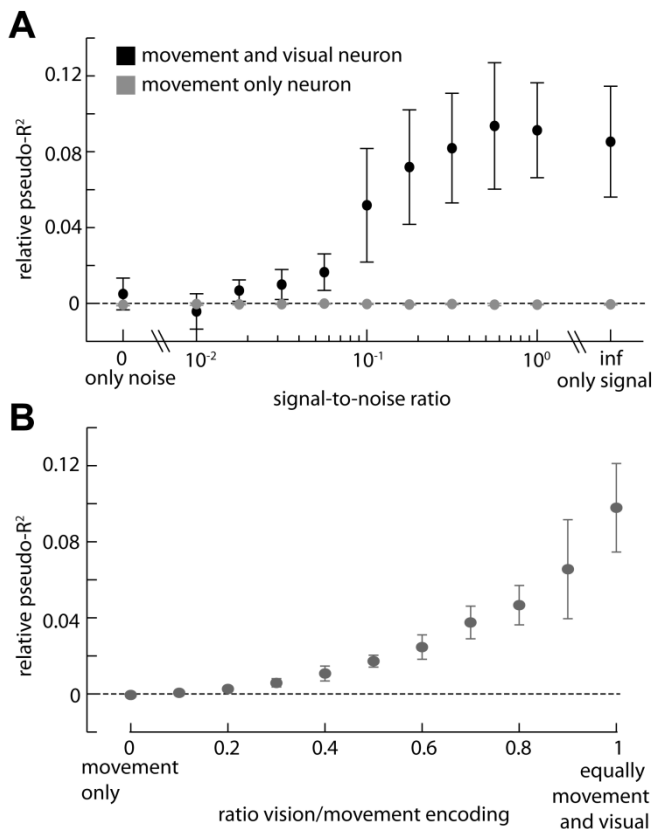 A
movement and visual neuron
movement only neuron
relative pseudo-R²
0.12
0.08
0.04
0
0 10⁻² 10⁻¹ 10⁰ inf
only noise only signal
signal-to-noise ratio
B
relative pseudo-R²
0.12
0.08
0.04
0
0 0.2 0.4 0.6 0.8 1
movement only
equally movement and visual
ratio vision/movement encoding